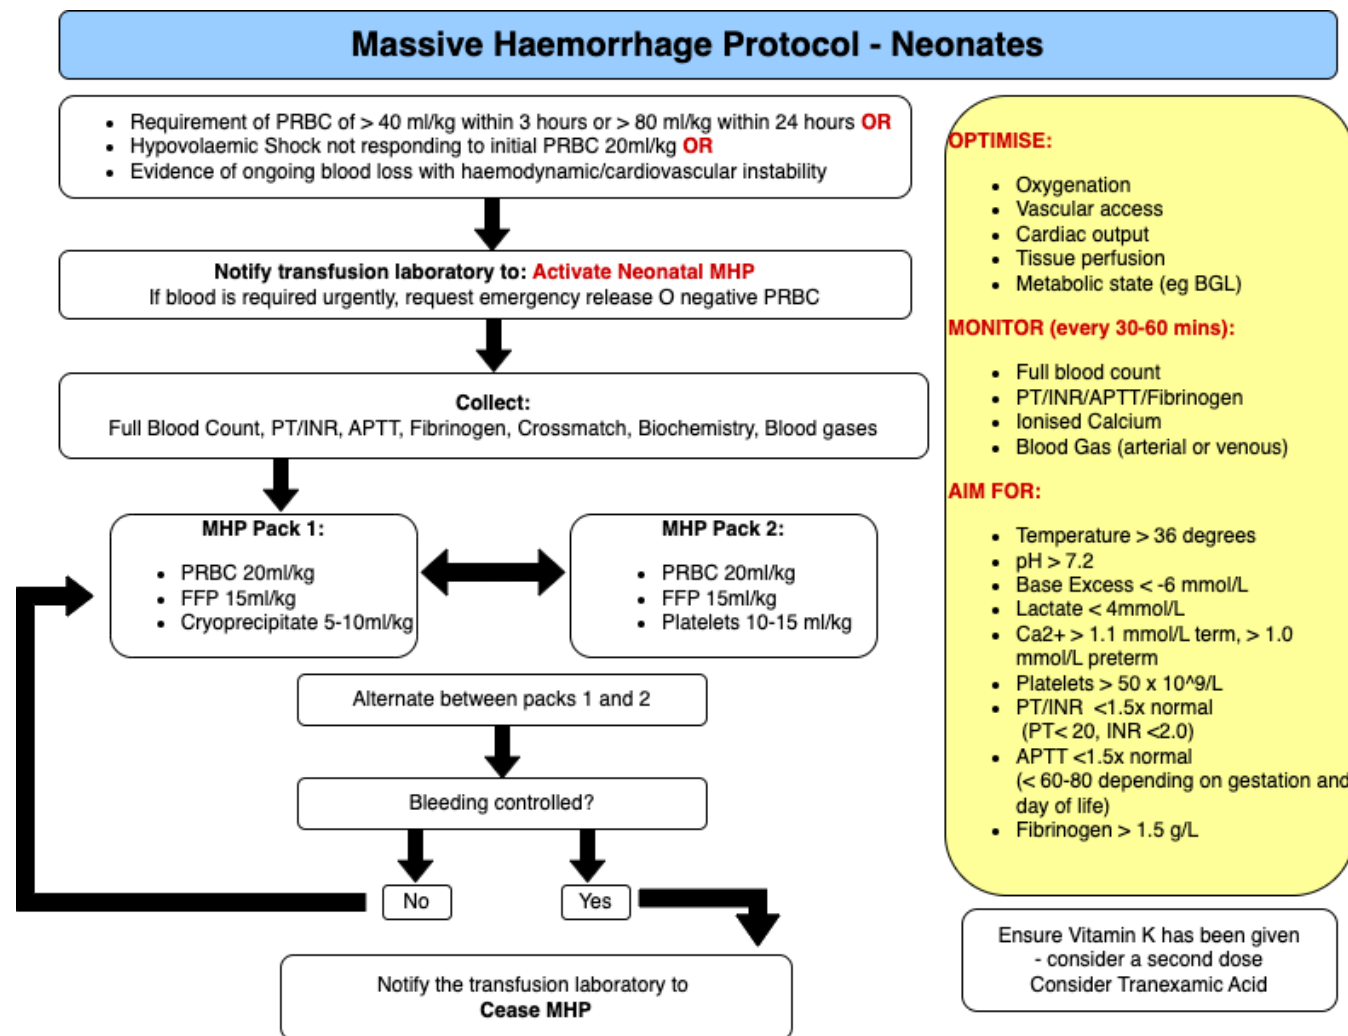 Massive Haemorrhage Protocol - Neonates
• Requirement of PRBC of > 40 ml/kg within 3 hours or > 80 ml/kg within 24 hours OR
• Hypovolaemic Shock not responding to initial PRBC 20ml/kg OR
• Evidence of ongoing blood loss with haemodynamic/cardiovascular instability
Notify transfusion laboratory to: Activate Neonatal MHP
If blood is required urgently, request emergency release O negative PRBC
Collect:
Full Blood Count, PT/INR, APTT, Fibrinogen, Crossmatch, Biochemistry, Blood gases
MHP Pack 1:
• PRBC 20ml/kg
• FFP 15ml/kg
• Cryoprecipitate 5-10ml/kg
MHP Pack 2:
• PRBC 20ml/kg
• FFP 15ml/kg
• Platelets 10-15 ml/kg
Alternate between packs 1 and 2
Bleeding controlled?
No
Yes
Notify the transfusion laboratory to
Cease MHP
OPTIMISE:
• Oxygenation
• Vascular access
• Cardiac output
• Tissue perfusion
• Metabolic state (eg BGL)
MONITOR (every 30-60 mins):
• Full blood count
• PT/INR/APTT/Fibrinogen
• Ionised Calcium
• Blood Gas (arterial or venous)
AIM FOR:
• Temperature > 36 degrees
• pH > 7.2
• Base Excess < -6 mmol/L
• Lactate < 4mmol/L
• Ca2+ > 1.1 mmol/L term, > 1.0
mmol/L preterm
• Platelets > 50 x 10^9/L
• PT/INR <1.5x normal
(PT< 20, INR <2.0)
• APTT <1.5x normal
(< 60-80 depending on gestation and
day of life)
• Fibrinogen > 1.5 g/L
Ensure Vitamin K has been given
- consider a second dose
Consider Tranexamic Acid